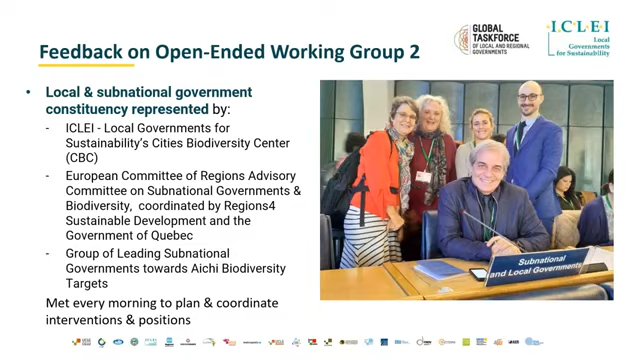 GLOBAL
TASKFORCE
OF LOCAL AND REGIONAL
GOVERNMENTS
I.C.L.E.I
Local
Governments
for Sustainability
Feedback on Open-Ended Working Group 2
• Local & subnational government
constituency represented by:
- ICLEI - Local Governments for
Sustainability's Cities Biodiversity Center
(CBC)
- European Committee of Regions Advisory
Committee on Subnational Governments &
Biodiversity, coordinated by Regions4
Sustainable Development and the
Government of Quebec
- Group of Leading Subnational
Governments towards Aichi Biodiversity
Targets
Met every morning to plan & coordinate
interventions & positions
Subnational
and Local Governments